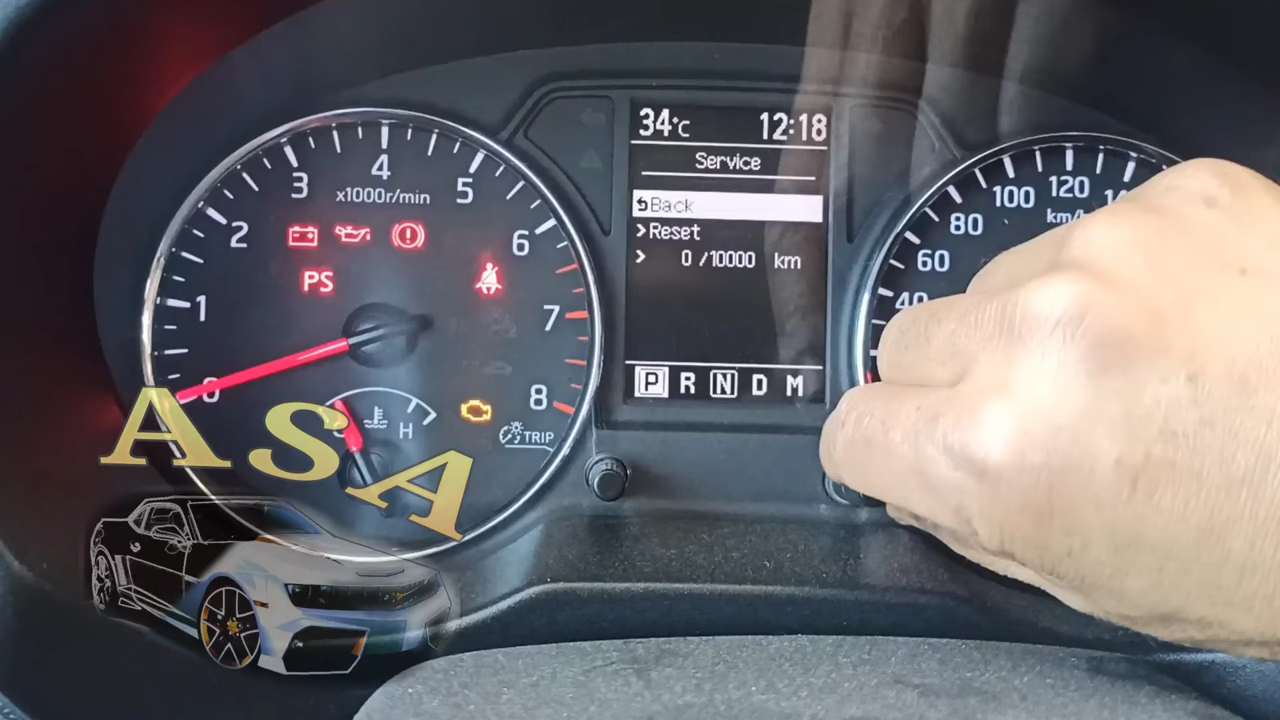 34°C 12:18
Service
Back
Reset
0 /10000 km
P R N D M
0 1 2 3 4 5 6 7 8
x1000r/min
PS
H
TRIP
40 60 80 100 120
km/h
ASA